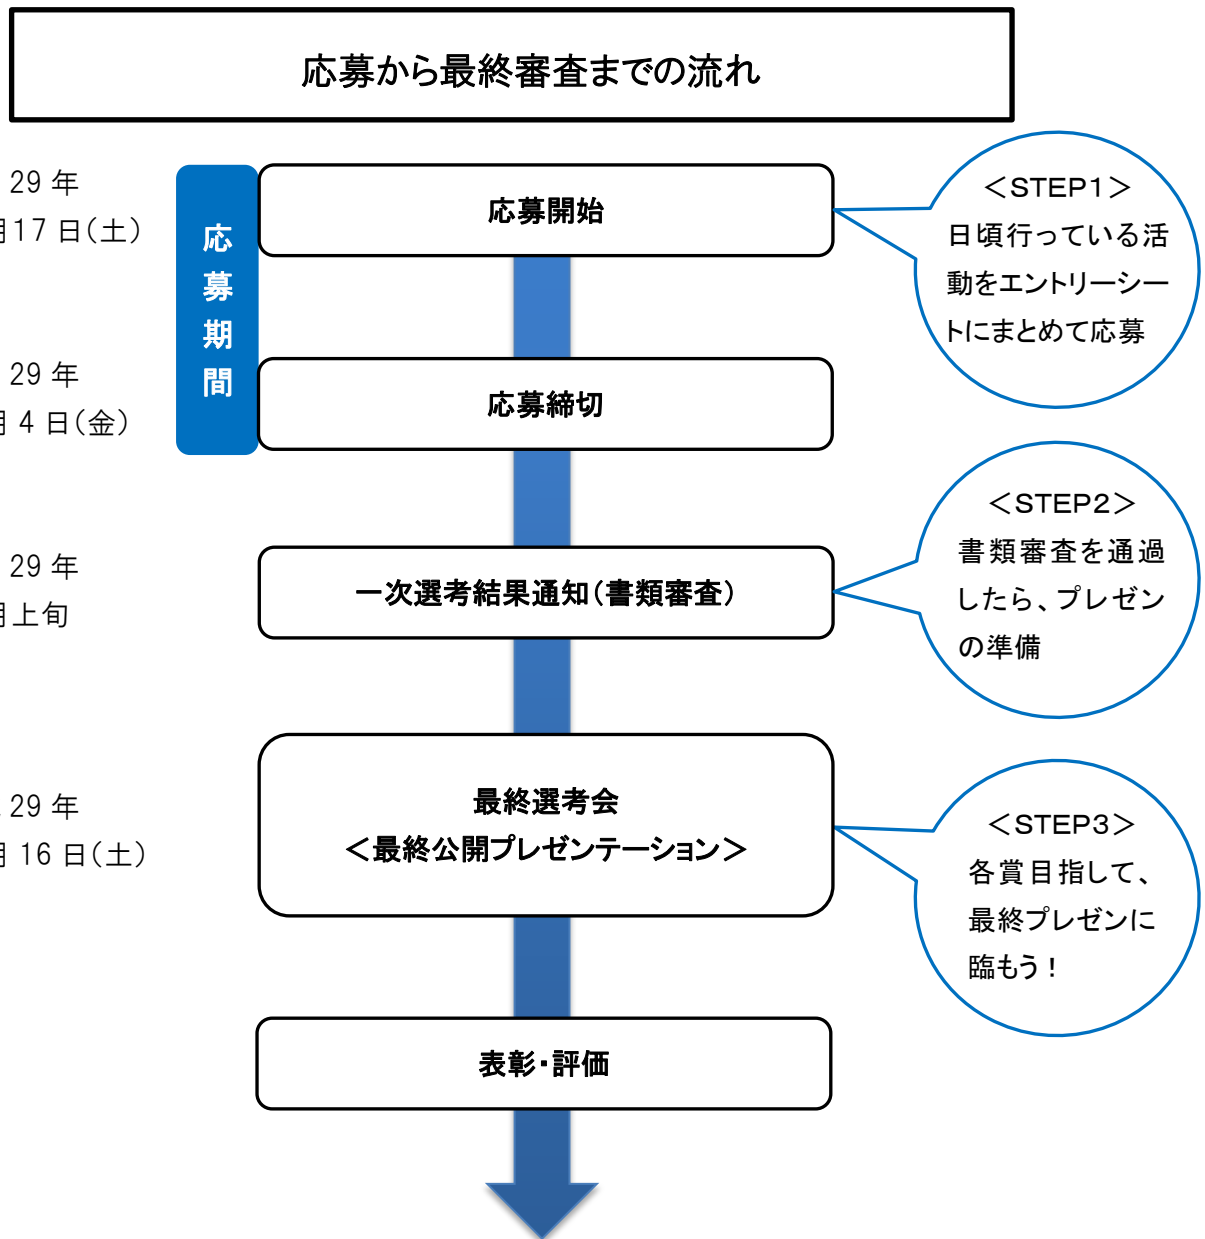 応募から最終審査までの流れ
29 年
月17 日(土)
応募期間
応募開始
＜STEP1＞
日頃行っている活
動をエントリーシー
トにまとめて応募
29 年
月 4 日(金)
応募締切
29 年
月上旬
一次選考結果通知(書類審査)
＜STEP2＞
書類審査を通過
したら、プレゼン
の準備
29 年
月 16 日(土)
最終選考会
＜最終公開プレゼンテーション＞
＜STEP3＞
各賞目指して、
最終プレゼンに
臨もう！
表彰・評価